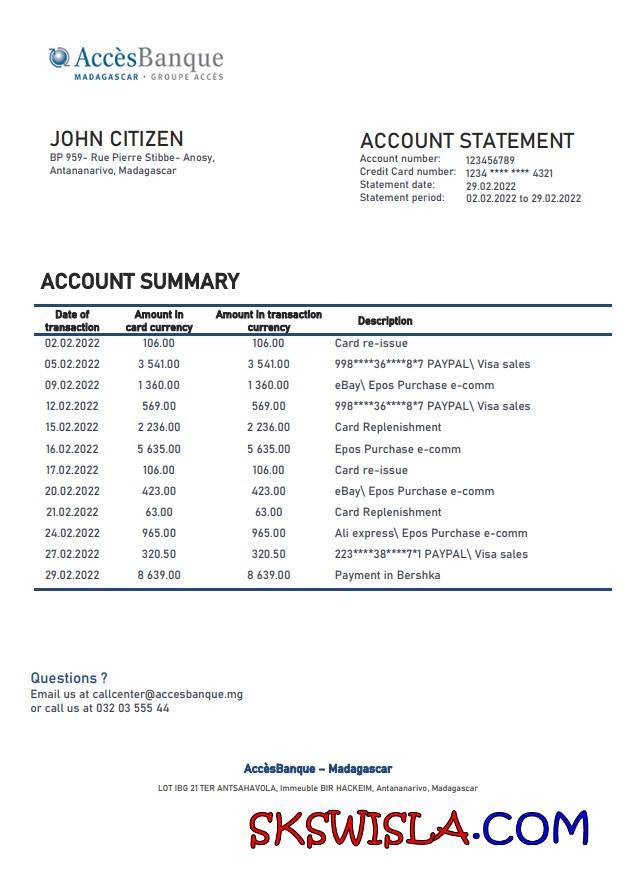 AccèsBanque
MADAGASCAR · GROUPE ACCÈS
JOHN CITIZEN
BP 959- Rue Pierre Stibbe- Anosy,
Antananarivo, Madagascar
ACCOUNT STATEMENT
Account number: 123456789
Credit Card number: 1234 **** **** 4321
Statement date: 29.02.2022
Statement period: 02.02.2022 to 29.02.2022
ACCOUNT SUMMARY
Date of transaction Amount in card currency Amount in transaction currency Description
02.02.2022 106.00 106.00 Card re-issue
05.02.2022 3 541.00 3 541.00 998****36****8*7 PAYPAL\ Visa sales
09.02.2022 1 360.00 1 360.00 eBay\ Epos Purchase e-comm
12.02.2022 569.00 569.00 998****36****8*7 PAYPAL\ Visa sales
15.02.2022 2 236.00 2 236.00 Card Replenishment
16.02.2022 5 635.00 5 635.00 Epos Purchase e-comm
17.02.2022 106.00 106.00 Card re-issue
20.02.2022 423.00 423.00 eBay\ Epos Purchase e-comm
21.02.2022 63.00 63.00 Card Replenishment
24.02.2022 965.00 965.00 Ali express\ Epos Purchase e-comm
27.02.2022 320.50 320.50 223****38****7*1 PAYPAL\ Visa sales
29.02.2022 8 639.00 8 639.00 Payment in Bershka
Questions ?
Email us at callcenter@accesbanque.mg
or call us at 032 03 555 44
AccèsBanque – Madagascar
LOT IBG 21 TER ANTSAHAVOLA, Immeuble BIR HACKEIM, Antananarivo, Madagascar
SKSWISLA.COM